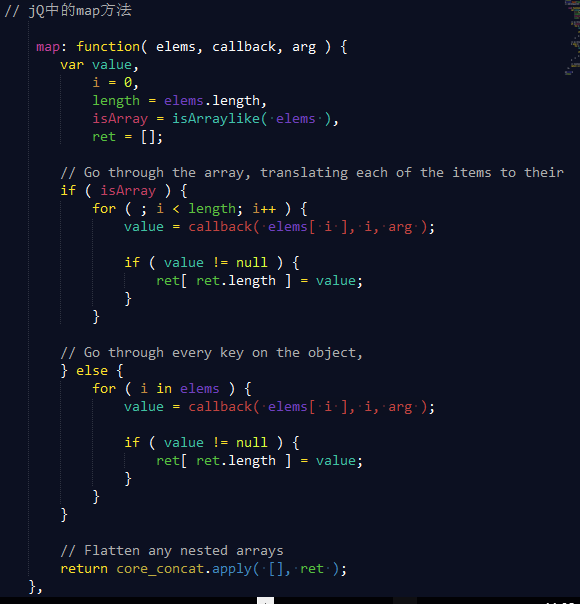 // jQ中的map方法
map: function( elems, callback, arg ) {
var value,
i = 0,
length = elems.length,
isArray = isArraylike( elems ),
ret = [];
// Go through the array, translating each of the items to their
if ( isArray ) {
for ( ; i < length; i++ ) {
value = callback( elems[ i ], i, arg );
if ( value != null ) {
ret[ ret.length ] = value;
}
}
// Go through every key on the object,
} else {
for ( i in elems ) {
value = callback( elems[ i ], i, arg );
if ( value != null ) {
ret[ ret.length ] = value;
}
}
}
// Flatten any nested arrays
return core_concat.apply( [], ret );
},